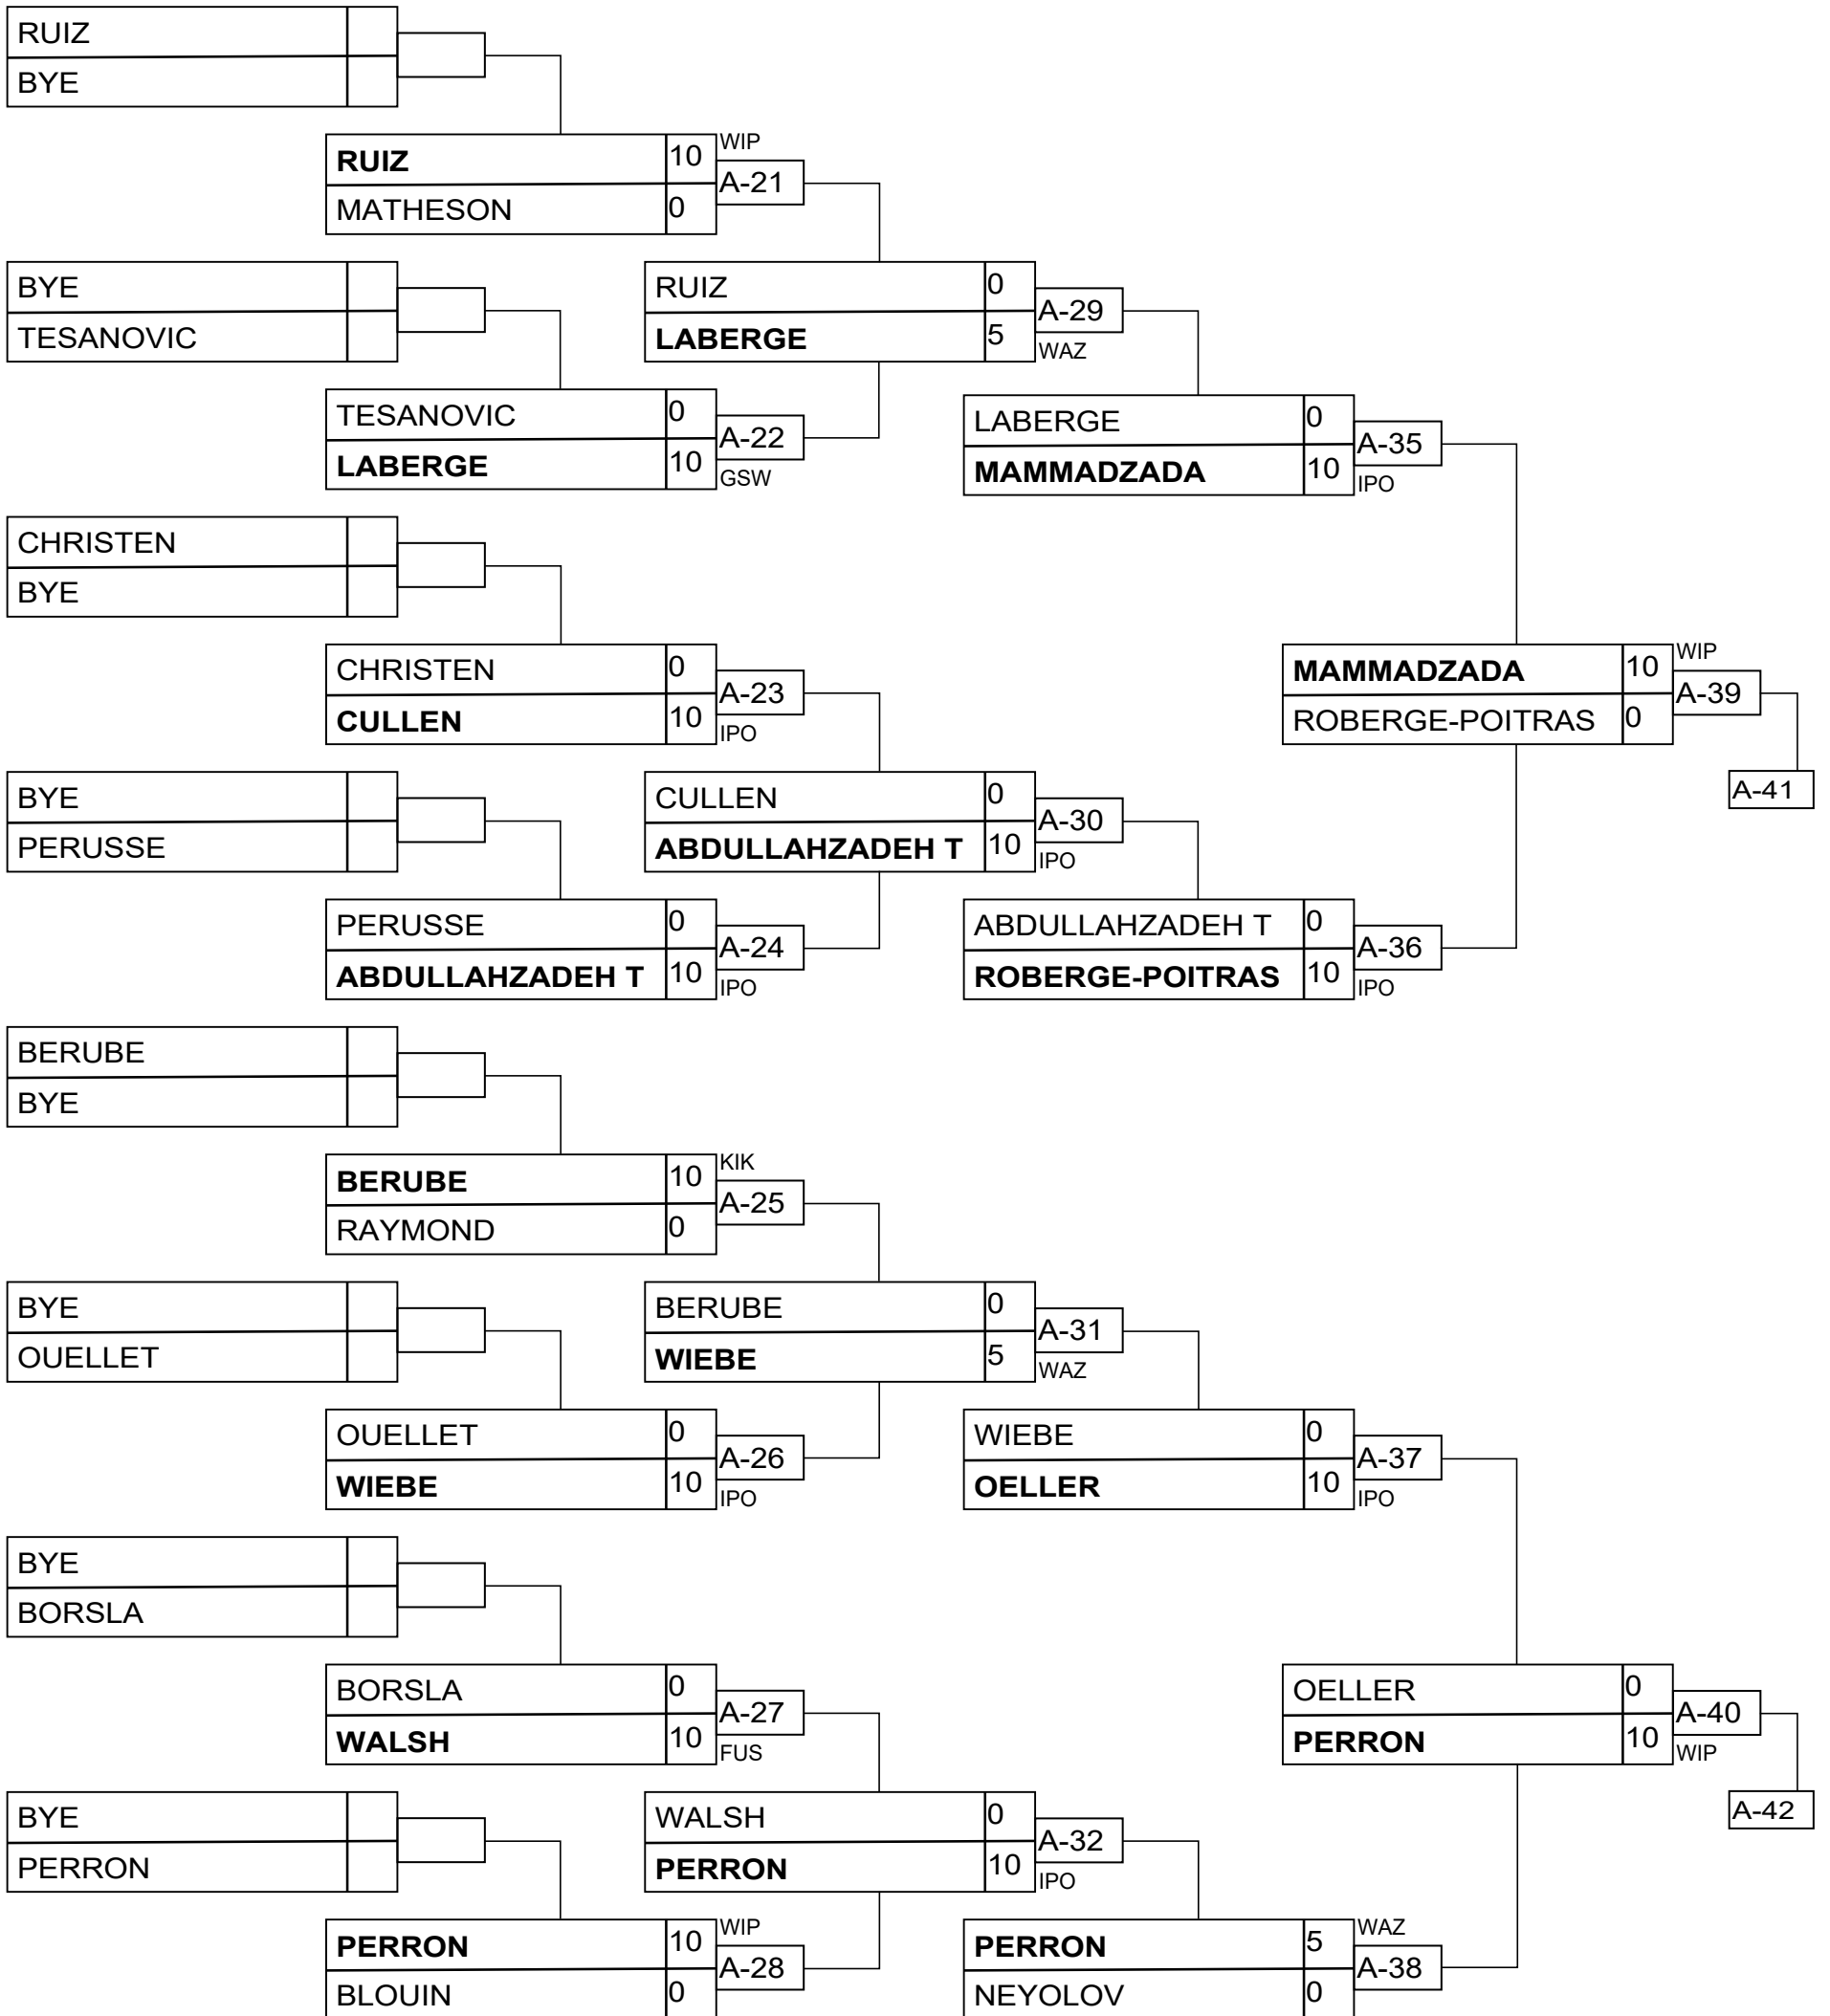 RUIZ
BYE
WIP
RUIZ 10
A-21
MATHESON 0
BYE
TESANOVIC
RUIZ 0
A-29
LABERGE 5
WAZ
TESANOVIC 0
A-22
LABERGE 10
GSW
LABERGE 0
A-35
MAMMADZADA 10
IPO
CHRISTEN
BYE
CHRISTEN 0
A-23
CULLEN 10
IPO
WIP
MAMMADZADA 10
A-39
ROBERGE-POITRAS 0
A-41
BYE
PERUSSE
CULLEN 0
A-30
ABDULLAHZADEH T 10
IPO
PERUSSE 0
A-24
ABDULLAHZADEH T 10
IPO
ABDULLAHZADEH T 0
A-36
ROBERGE-POITRAS 10
IPO
BERUBE
BYE
KIK
BERUBE 10
A-25
RAYMOND 0
BYE
OUELLET
BERUBE 0
A-31
WIEBE 5
WAZ
OUELLET 0
A-26
WIEBE 10
IPO
WIEBE 0
A-37
OELLER 10
IPO
BYE
BORSLA
BORSLA 0
A-27
WALSH 10
FUS
OELLER 0
A-40
PERRON 10
WIP
A-42
BYE
PERRON
WALSH 0
A-32
PERRON 10
IPO
WIP
PERRON 10
A-28
BLOUIN 0
WAZ
PERRON 5
A-38
NEYOLOV 0